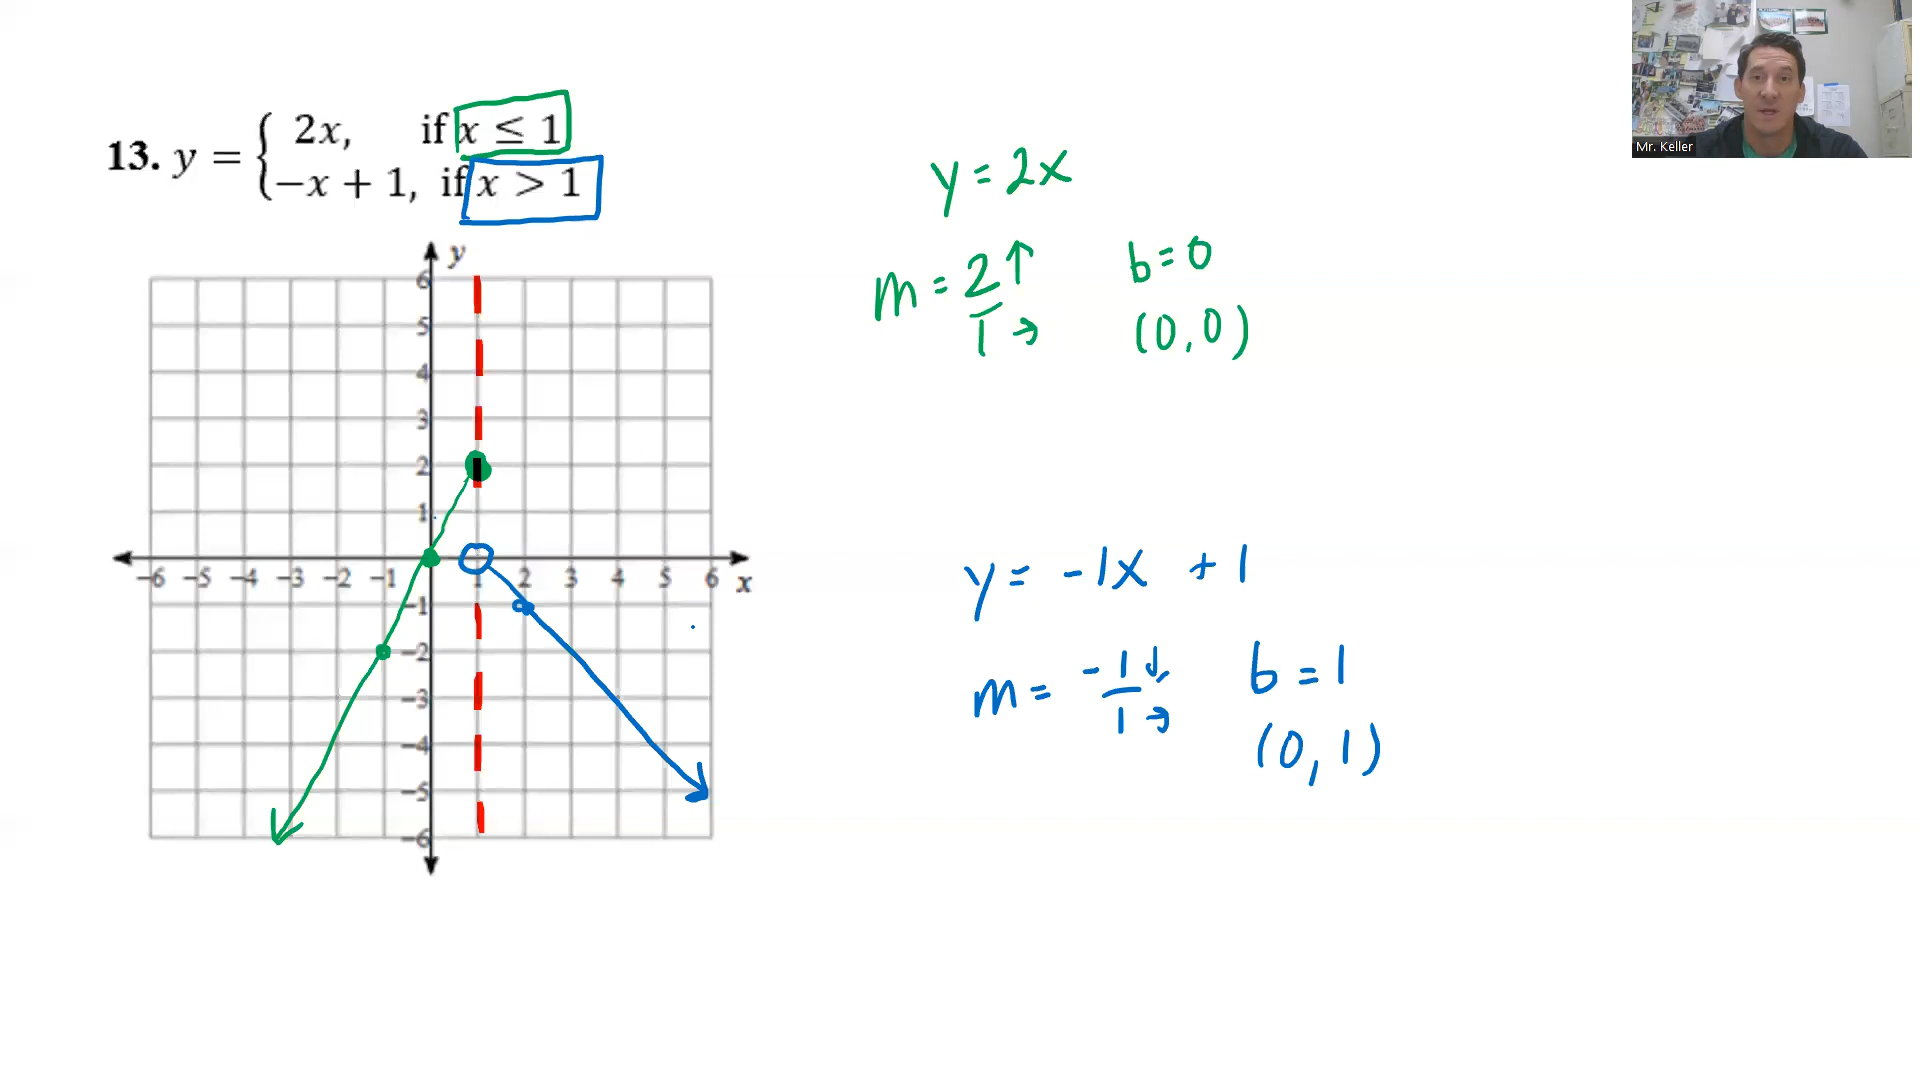 Mr. Keller
13. y = { 2x, if x ≤ 1
−x + 1, if x > 1
y = 2x
m = 2↑/1→ b = 0
(0,0)
y
6
5
4
3
2
1
−6 −5 −4 −3 −2 −1 1 2 3 4 5 6 x
−1
−2
−3
−4
−5
−6
y = -1x + 1
m = -1↓/1→ b = 1
(0, 1)